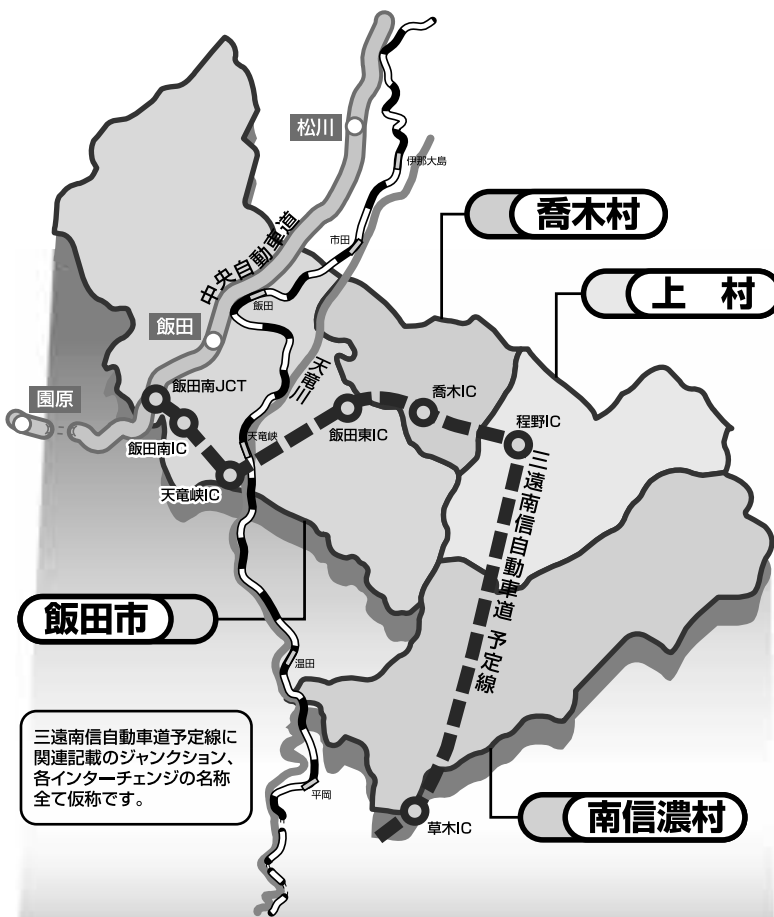 松川
伊那大島
喬木村
市田
中央自動車道
上 村
飯田
飯田
天竜川
園原
飯田南JCT
喬木IC
程野IC
飯田南IC
天竜峡
飯田東IC
天竜峡IC
三遠南信自動車道 予定線
飯田市
温田
三遠南信自動車道予定線に
関連記載のジャンクション、
各インターチェンジの名称
全て仮称です。
平岡
草木IC
南信濃村